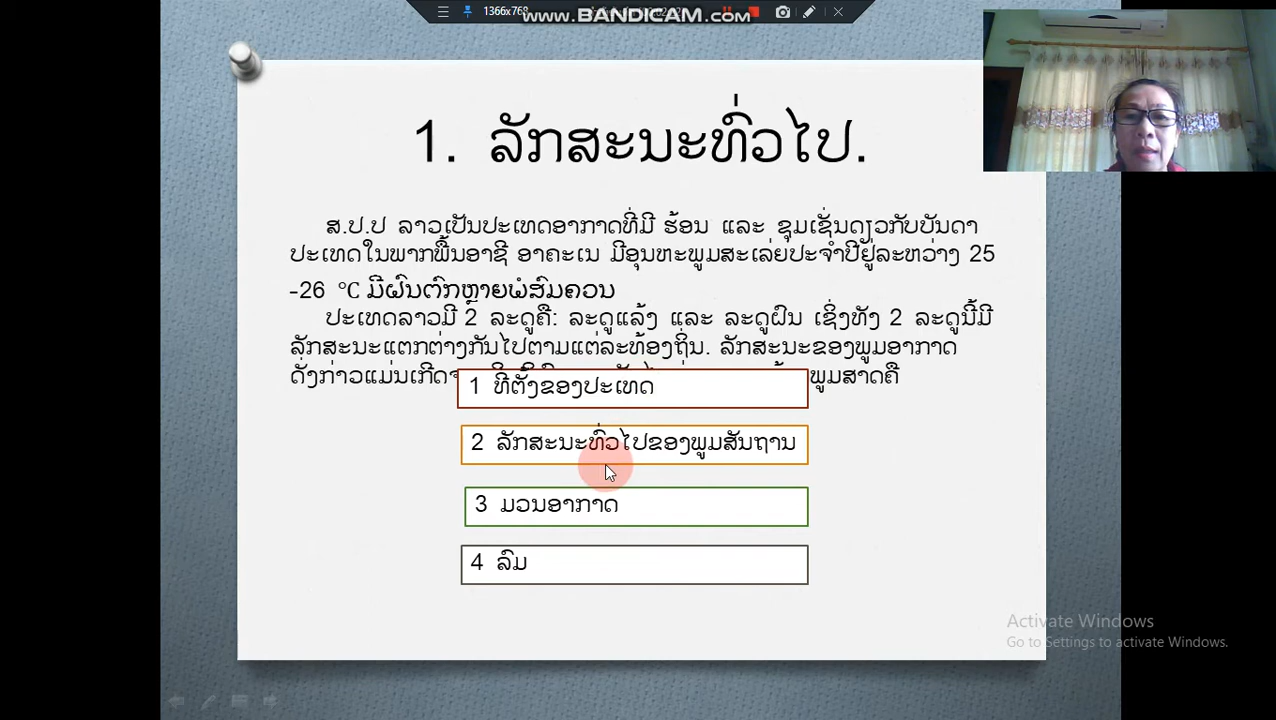 1366x768
www.BANDICAM.com
1. ລັກສະນະທົ່ວໄປ.
ສ.ປ.ປ ລາວເປັນປະເທດອາກາດທີ່ມີ ຮ້ອນ ແລະ ຊຸມເຊັ່ນດຽວກັບບັນດາ
ປະເທດໃນພາກພື້ນອາຊີ ອາຄະເນ ມີອຸນຫະພູມສະເລ່ຍປະຈຳປີຢູ່ລະຫວ່າງ 25
-26 °C ມີຝົນຕົກຫຼາຍພໍສົມຄວນ
ປະເທດລາວມີ 2 ລະດູຄື: ລະດູແລ້ງ ແລະ ລະດູຝົນ ເຊິ່ງທັງ 2 ລະດູນີ້ມີ
ລັກສະນະແຕກຕ່າງກັນໄປຕາມແຕ່ລະທ້ອງຖິ່ນ. ລັກສະນະຂອງພູມອາກາດ
ດັ່ງກ່າວແມ່ນເກີດ ພູມສາດຄື
1 ທີ່ຕັ້ງຂອງປະເທດ
2 ລັກສະນະທົ່ວໄປຂອງພູມສັນຖານ
3 ມວນອາກາດ
4 ລົມ
Activate Windows
Go to Settings to activate Windows.